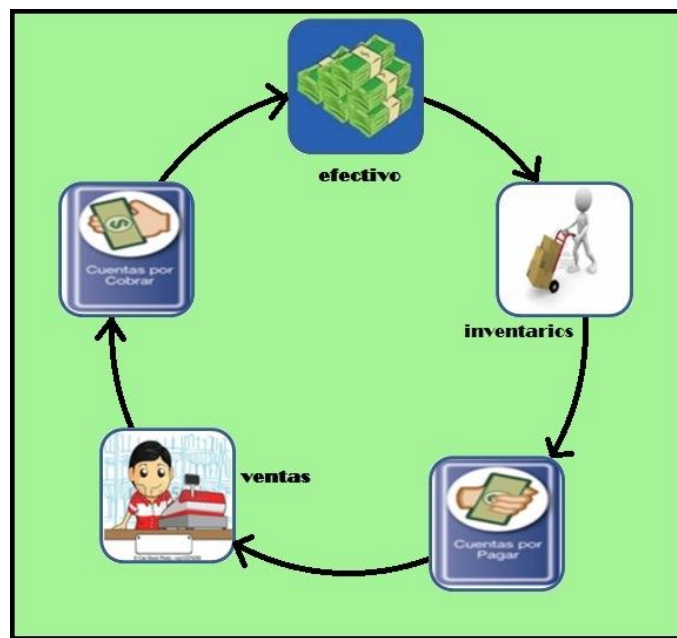 efectivo
inventarios
Cuentas por
Pagar
ventas
Cuentas por
Cobrar